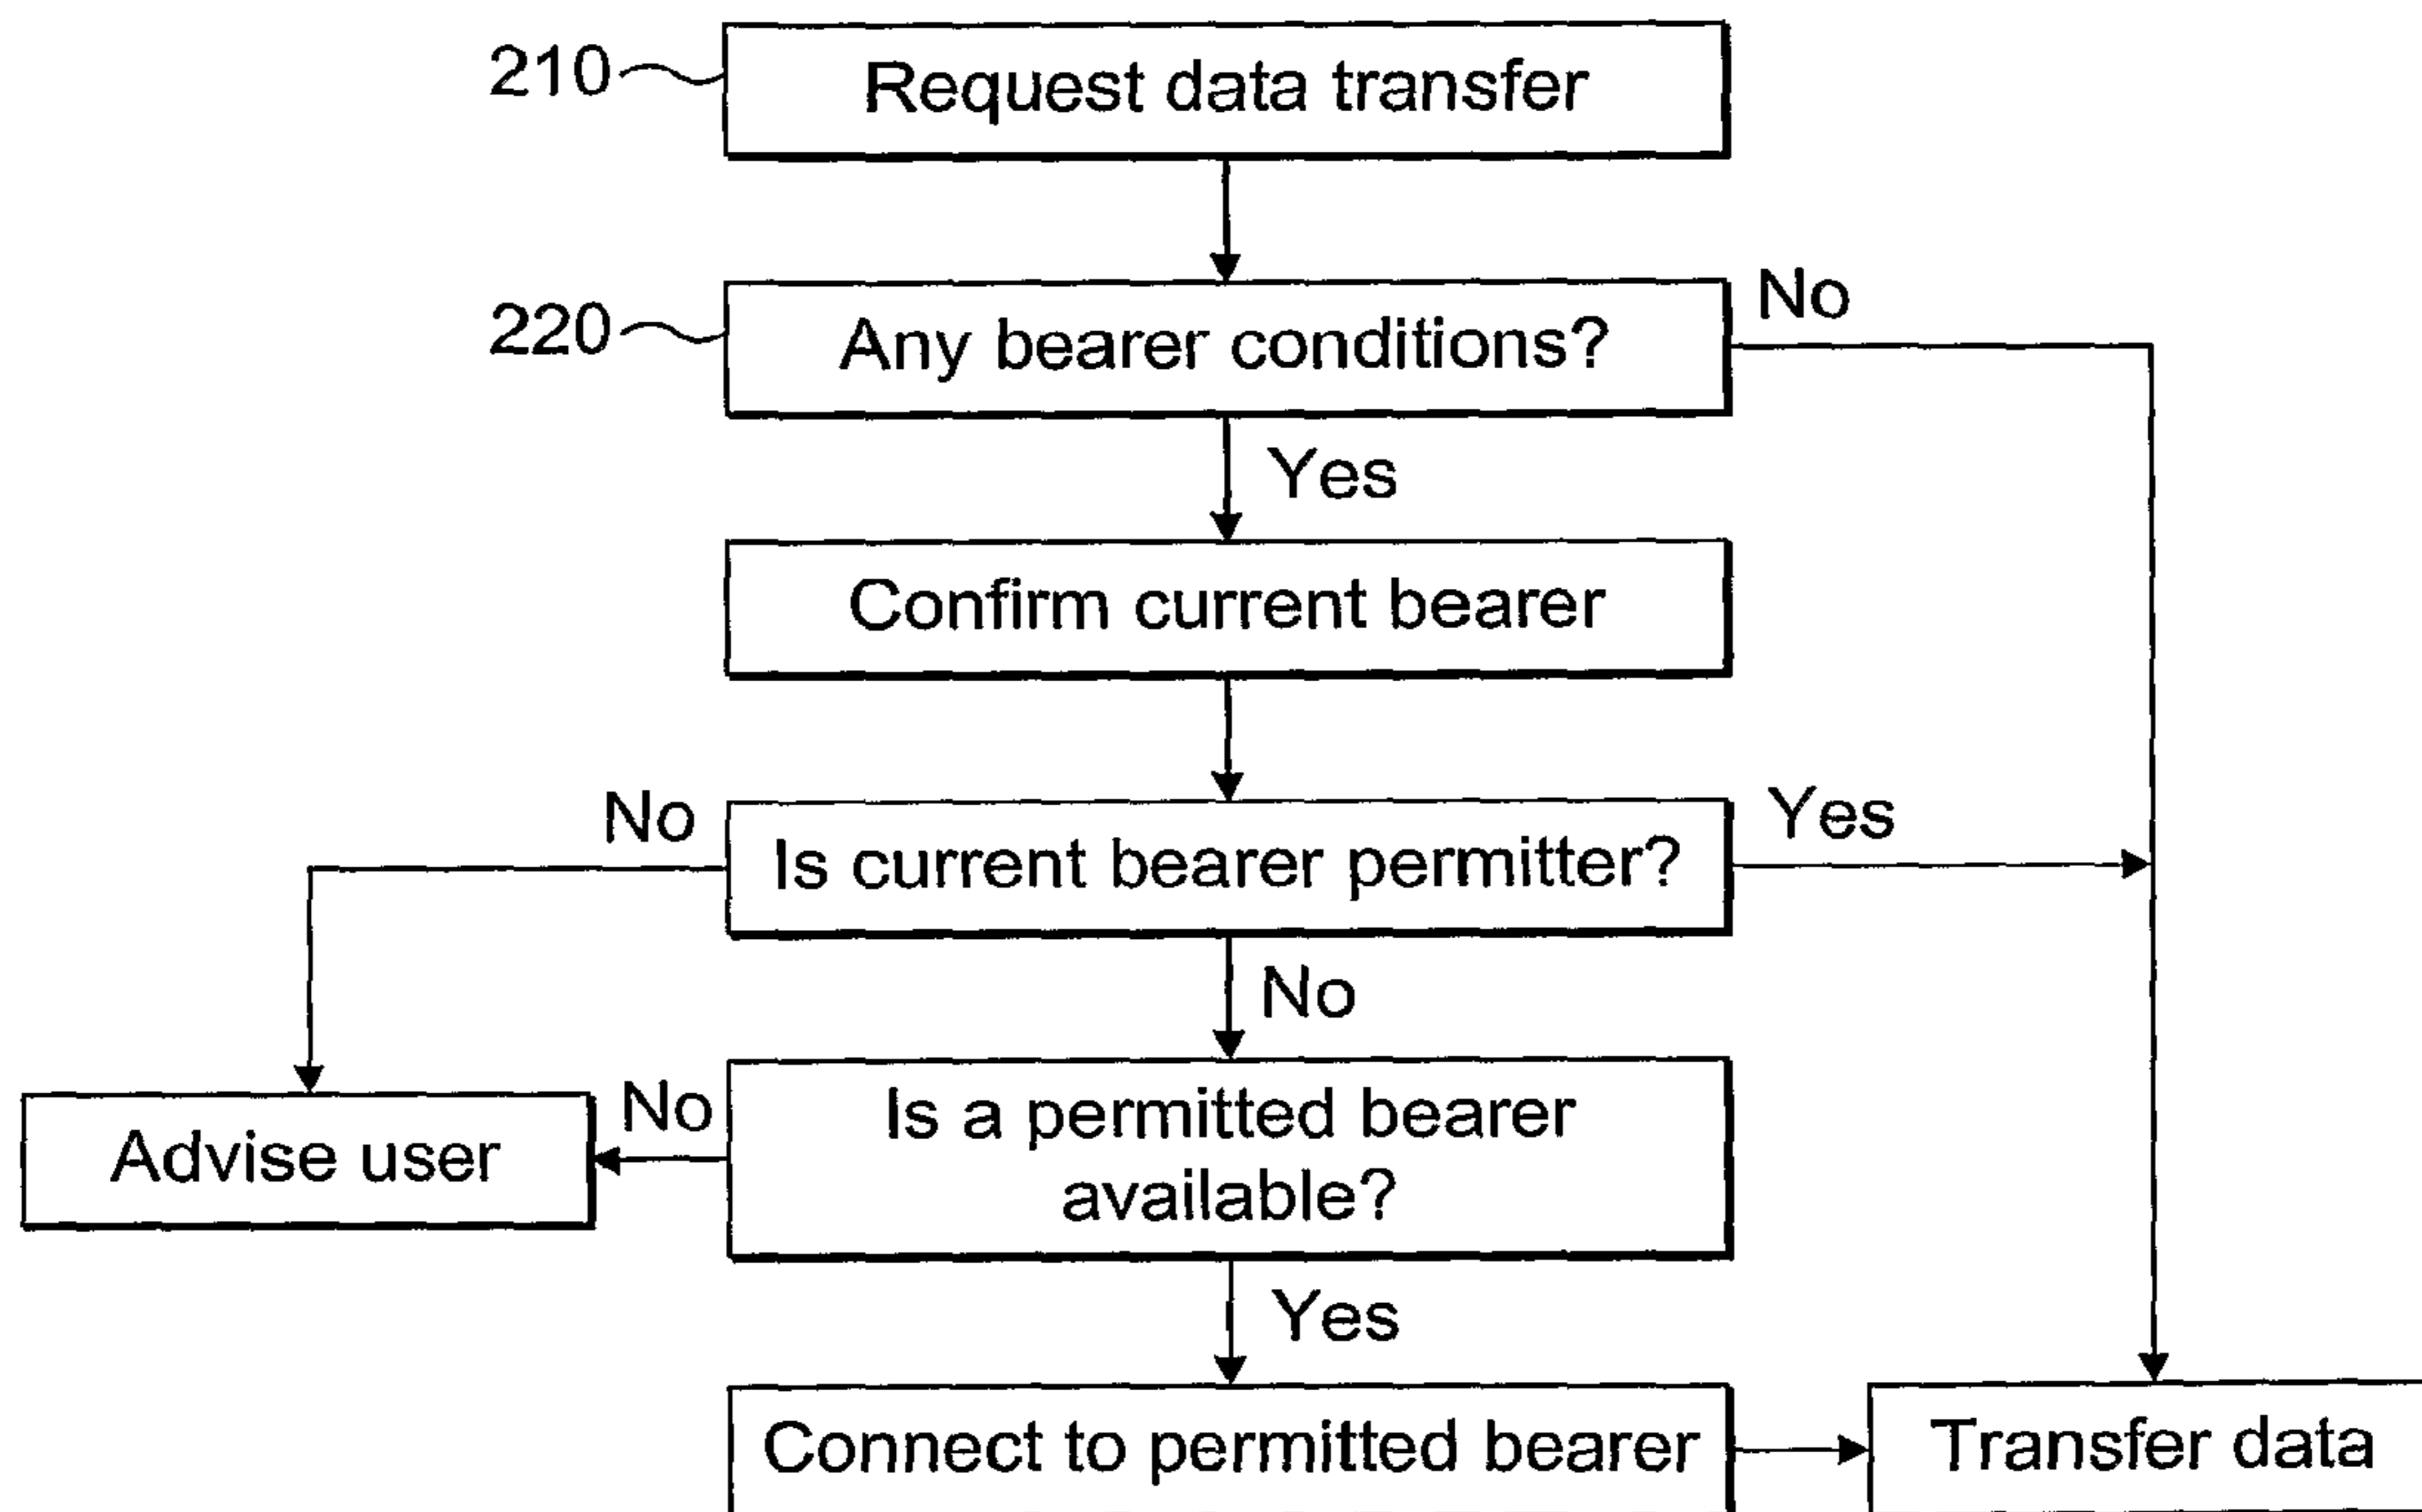 210
Request data transfer
220
Any bearer conditions?
No
Yes
Confirm current bearer
No
Is current bearer permitter?
Yes
No
Is a permitted bearer
available?
No
Advise user
Yes
Connect to permitted bearer
Transfer data